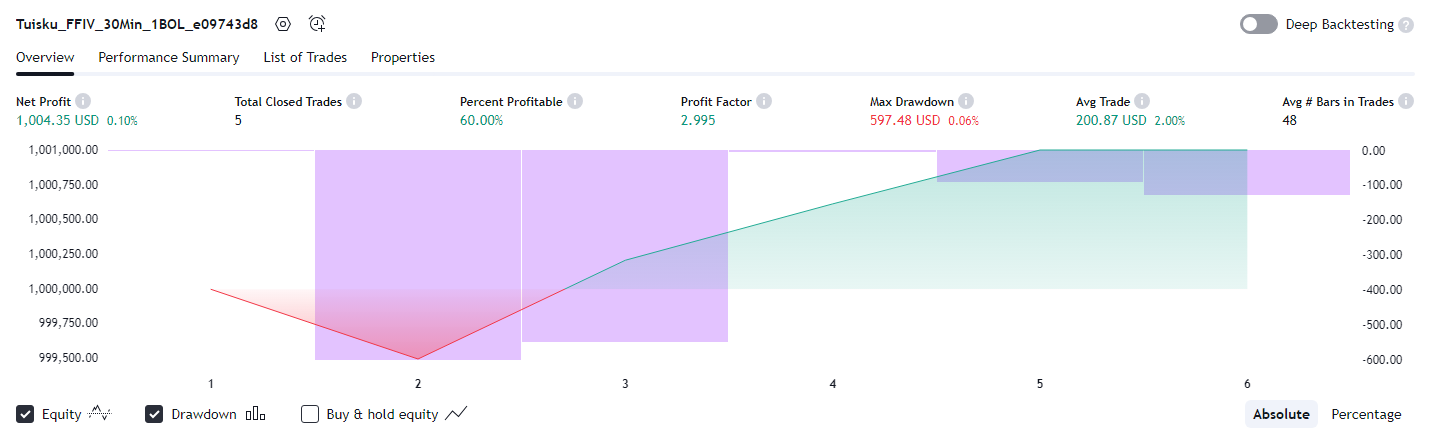 Tuisku_FFIV_30Min_1BOL_e09743d8 Deep Backtesting ?
Overview Performance Summary List of Trades Properties
Net Profit i Total Closed Trades i Percent Profitable i Profit Factor i Max Drawdown i Avg Trade i Avg # Bars in Trades i
1,004.35 USD 0.10% 5 60.00% 2.995 597.48 USD 0.06% 200.87 USD 2.00% 48
1,001,000.00 0.00
1,000,750.00 -100.00
1,000,500.00 -200.00
1,000,250.00 -300.00
1,000,000.00 -400.00
999,750.00 -500.00
999,500.00 -600.00
1 2 3 4 5 6
Equity Drawdown Buy & hold equity Absolute Percentage